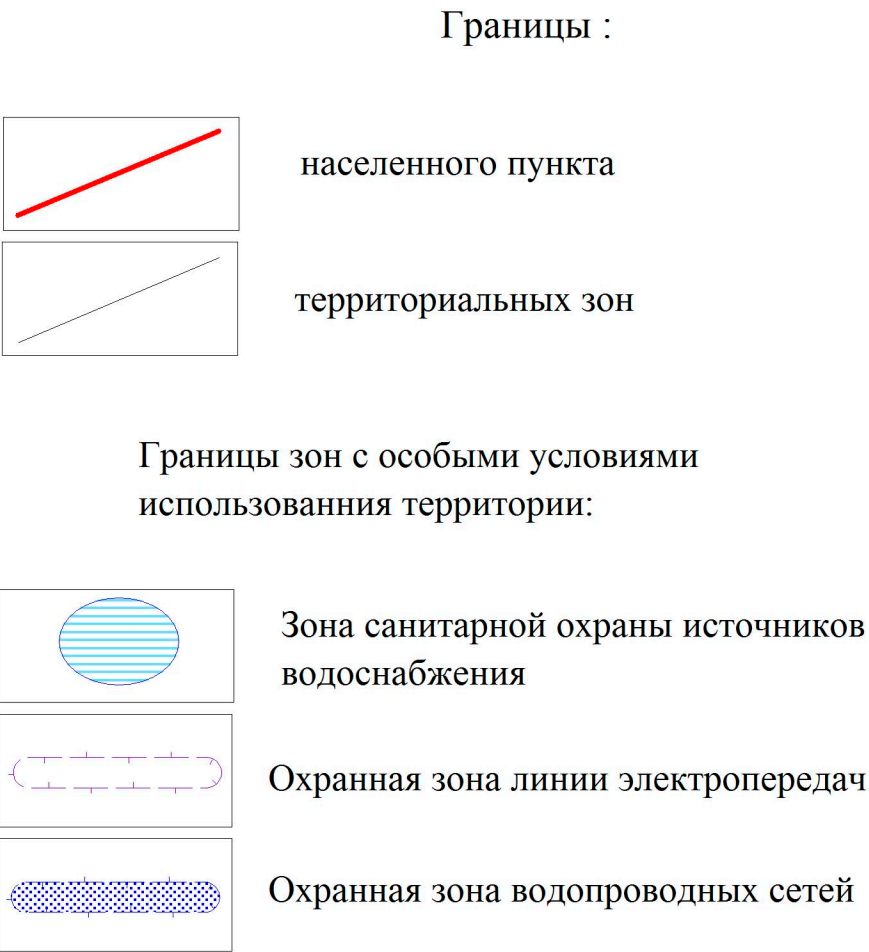 Границы :
населенного пункта
территориальных зон
Границы зон с особыми условиями
использованния территории:
Зона санитарной охраны источников
водоснабжения
Охранная зона линии электропередач
Охранная зона водопроводных сетей